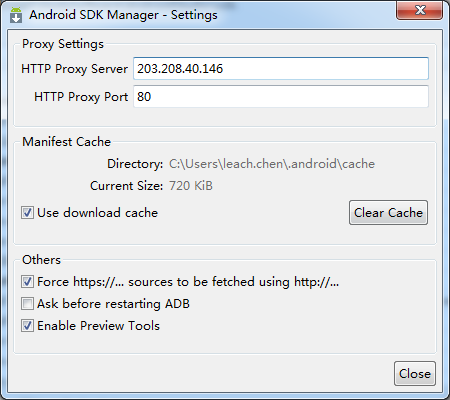 Android SDK Manager - Settings
Proxy Settings
HTTP Proxy Server 203.208.40.146
HTTP Proxy Port 80
Manifest Cache
Directory: C:\Users\leach.chen\.android\cache
Current Size: 720 KiB
Use download cache Clear Cache
Others
Force https://... sources to be fetched using http://...
Ask before restarting ADB
Enable Preview Tools
Close